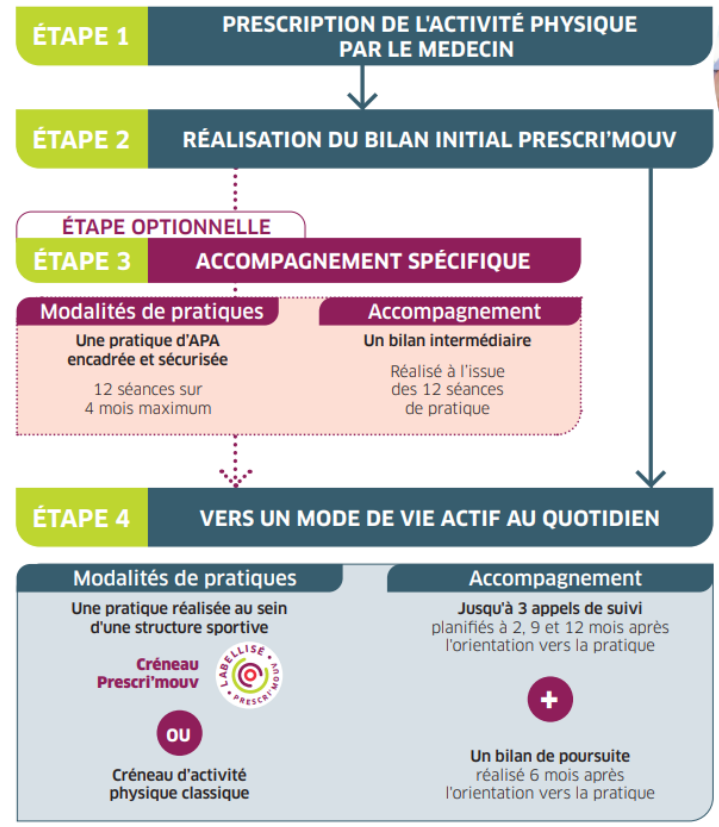 ÉTAPE 1
PRESCRIPTION DE L'ACTIVITÉ PHYSIQUE
PAR LE MEDECIN
ÉTAPE 2
RÉALISATION DU BILAN INITIAL PRESCRI'MOUV
ÉTAPE OPTIONNELLE
ÉTAPE 3
ACCOMPAGNEMENT SPÉCIFIQUE
Modalités de pratiques
Une pratique d'APA
encadrée et sécurisée
12 séances sur
4 mois maximum
Accompagnement
Un bilan intermédiaire
Réalisé à l'issue
des 12 séances
de pratique
ÉTAPE 4
VERS UN MODE DE VIE ACTIF AU QUOTIDIEN
Modalités de pratiques
Une pratique réalisée au sein
d'une structure sportive
Créneau
Prescri'mouv
LABELLISÉ
PRESCRI'MOUV
OU
Créneau d'activité
physique classique
Accompagnement
Jusqu'à 3 appels de suivi
planifiés à 2, 9 et 12 mois après
l'orientation vers la pratique
+
Un bilan de poursuite
réalisé 6 mois après
l'orientation vers la pratique